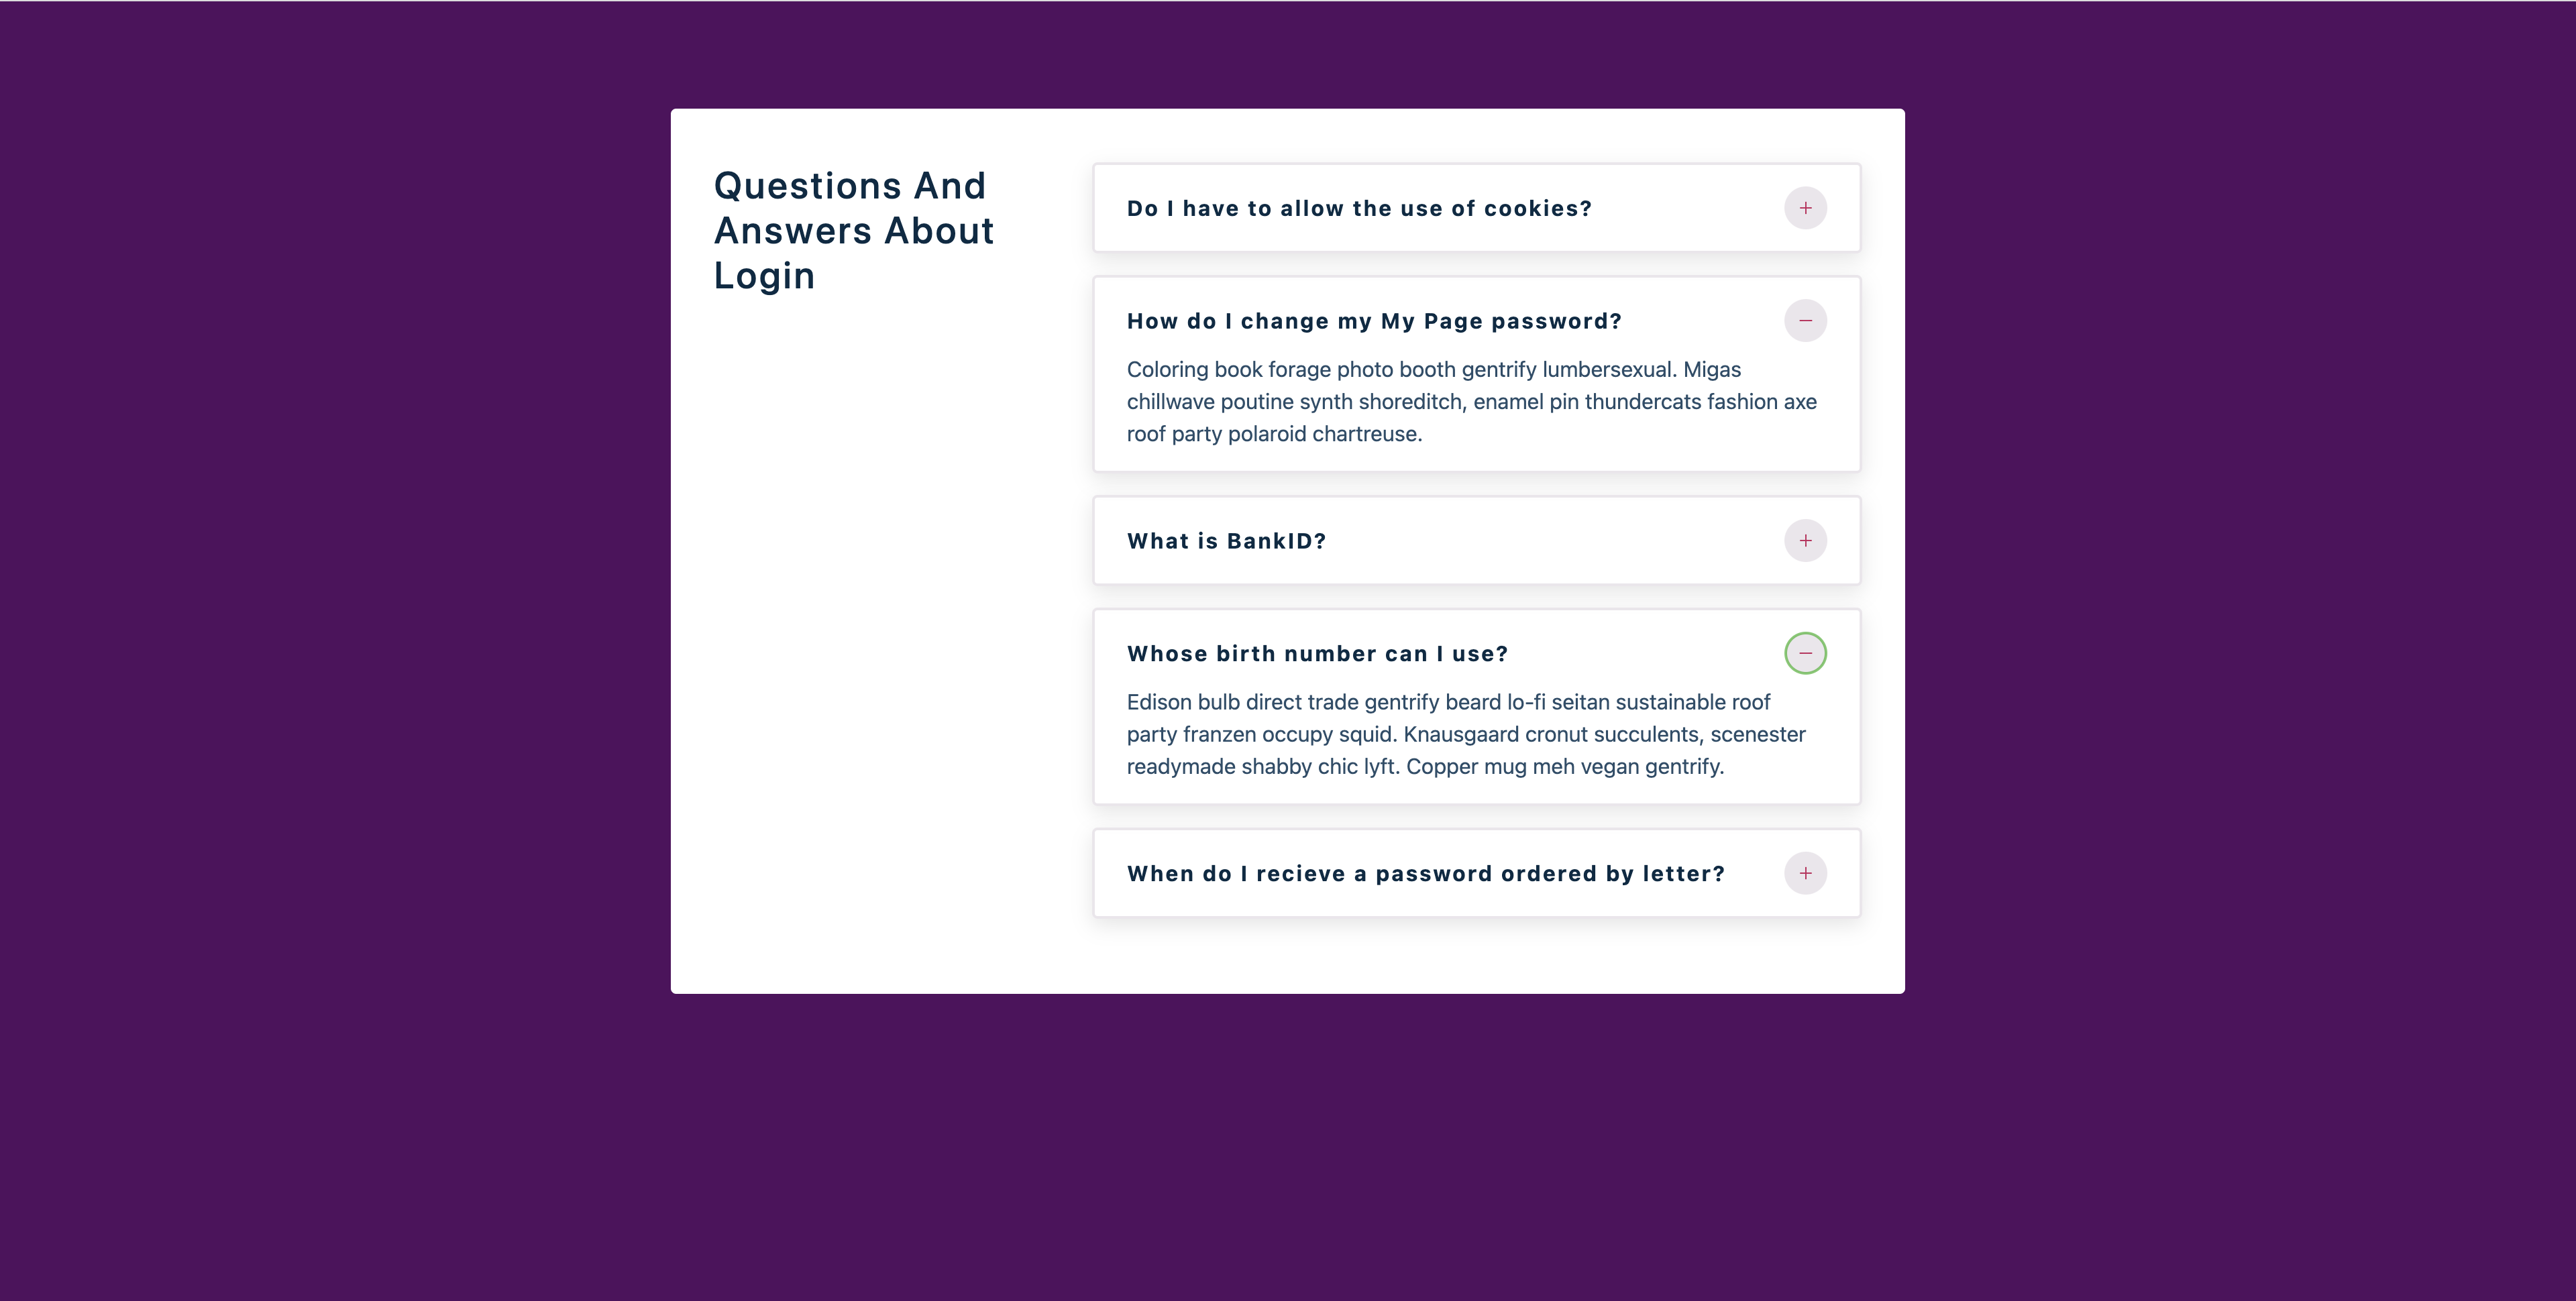 Questions And
Answers About
Login
Do I have to allow the use of cookies?
How do I change my My Page password?
Coloring book forage photo booth gentrify lumbersexual. Migas
chillwave poutine synth shoreditch, enamel pin thundercats fashion axe
roof party polaroid chartreuse.
What is BankID?
Whose birth number can I use?
Edison bulb direct trade gentrify beard lo-fi seitan sustainable roof
party franzen occupy squid. Knausgaard cronut succulents, scenester
readymade shabby chic lyft. Copper mug meh vegan gentrify.
When do I recieve a password ordered by letter?